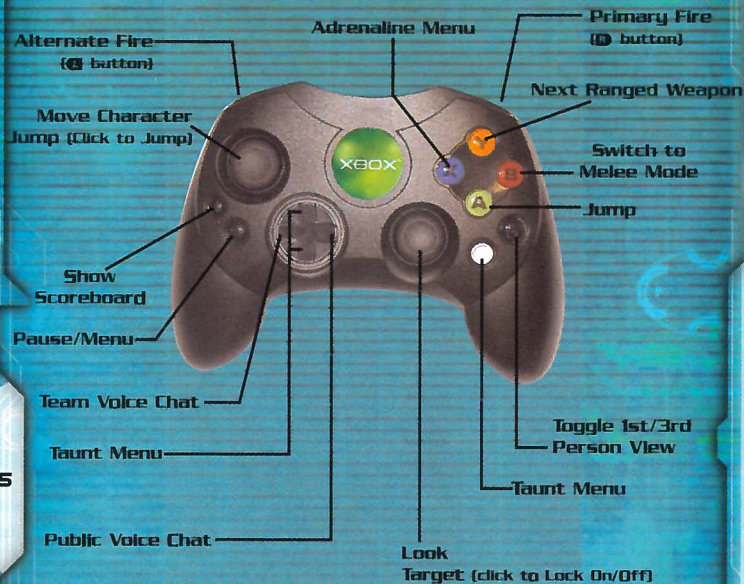 Alternate Fire
(L button)
Adrenaline Menu
Primary Fire
(R button)
Next Ranged Weapon
Move Character
Jump (Click to Jump)
Switch to
Melee Mode
XBOX
Y
X
B
A
Jump
Show
Scoreboard
Pause/Menu
Team Voice Chat
Taunt Menu
Toggle 1st/3rd
Person View
Taunt Menu
Public Voice Chat
Look
Target (click to Lock On/Off)
5